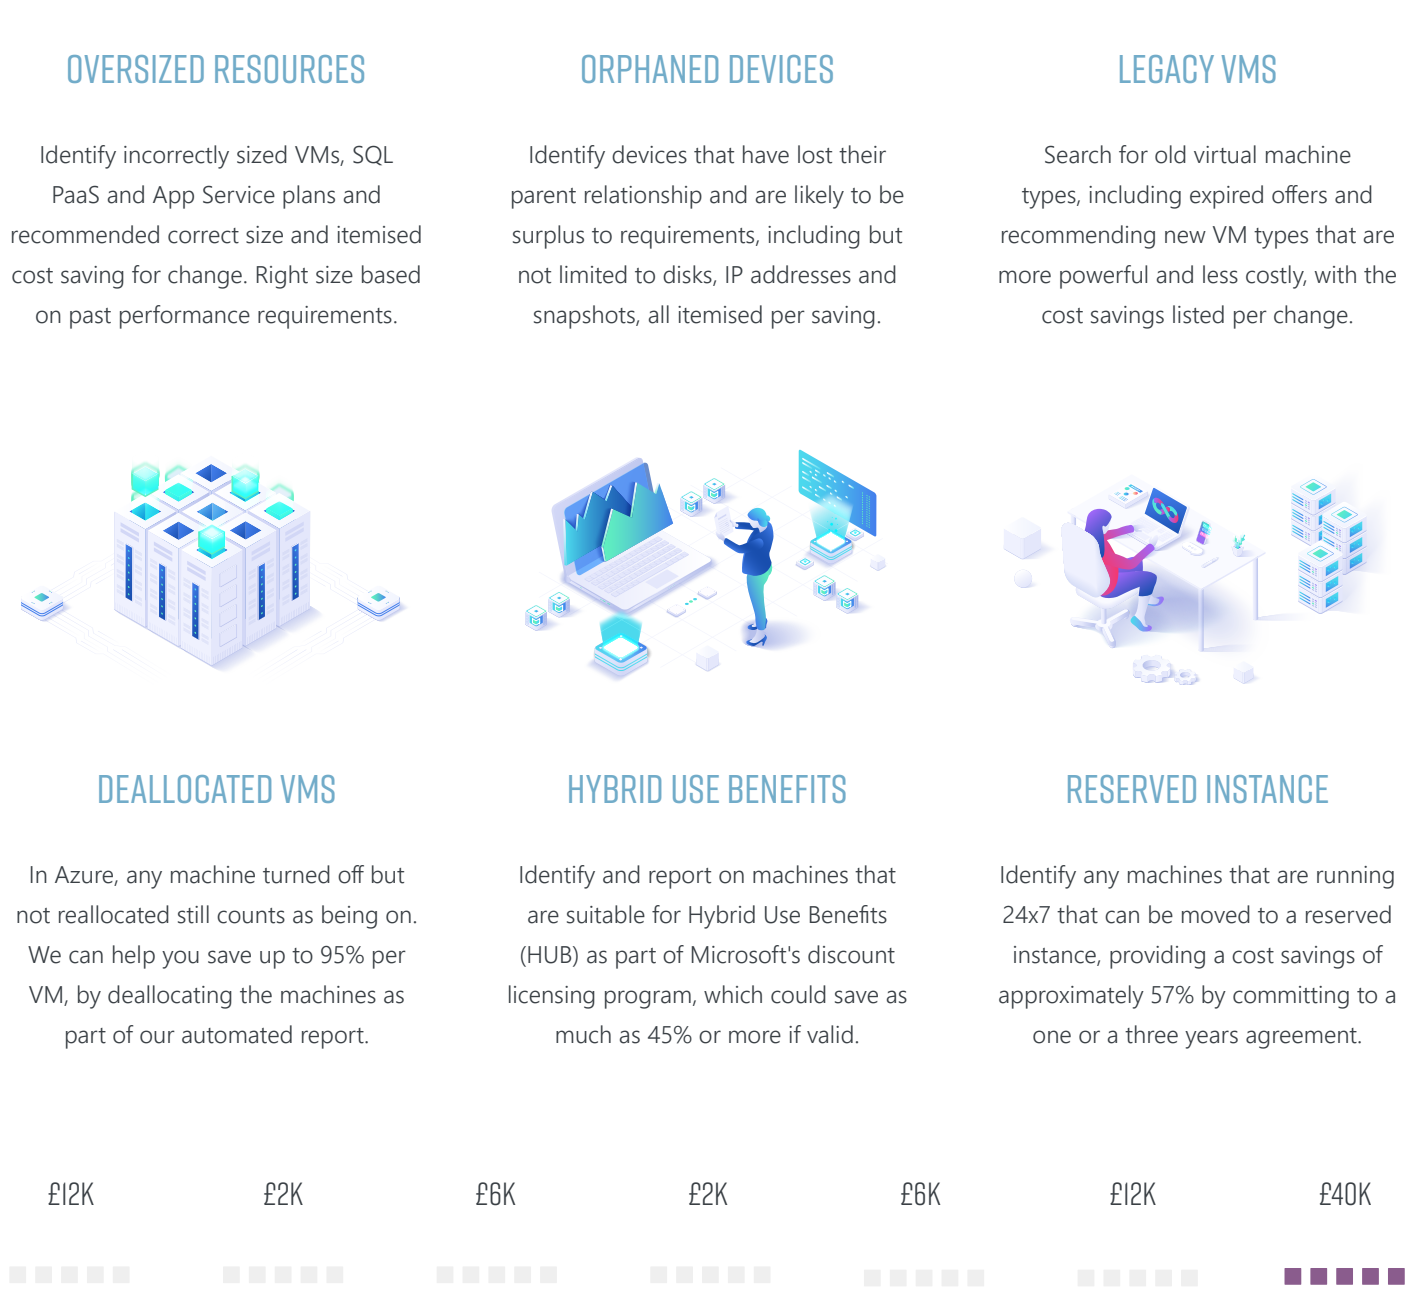 OVERSIZED RESOURCES
Identify incorrectly sized VMs, SQL
PaaS and App Service plans and
recommended correct size and itemised
cost saving for change. Right size based
on past performance requirements.
ORPHANED DEVICES
Identify devices that have lost their
parent relationship and are likely to be
surplus to requirements, including but
not limited to disks, IP addresses and
snapshots, all itemised per saving.
LEGACY VMS
Search for old virtual machine
types, including expired offers and
recommending new VM types that are
more powerful and less costly, with the
cost savings listed per change.
DEALLOCATED VMS
In Azure, any machine turned off but
not reallocated still counts as being on.
We can help you save up to 95% per
VM, by deallocating the machines as
part of our automated report.
HYBRID USE BENEFITS
Identify and report on machines that
are suitable for Hybrid Use Benefits
(HUB) as part of Microsoft's discount
licensing program, which could save as
much as 45% or more if valid.
RESERVED INSTANCE
Identify any machines that are running
24x7 that can be moved to a reserved
instance, providing a cost savings of
approximately 57% by committing to a
one or a three years agreement.
£12K
£2K
£6K
£2K
£6K
£12K
£40K